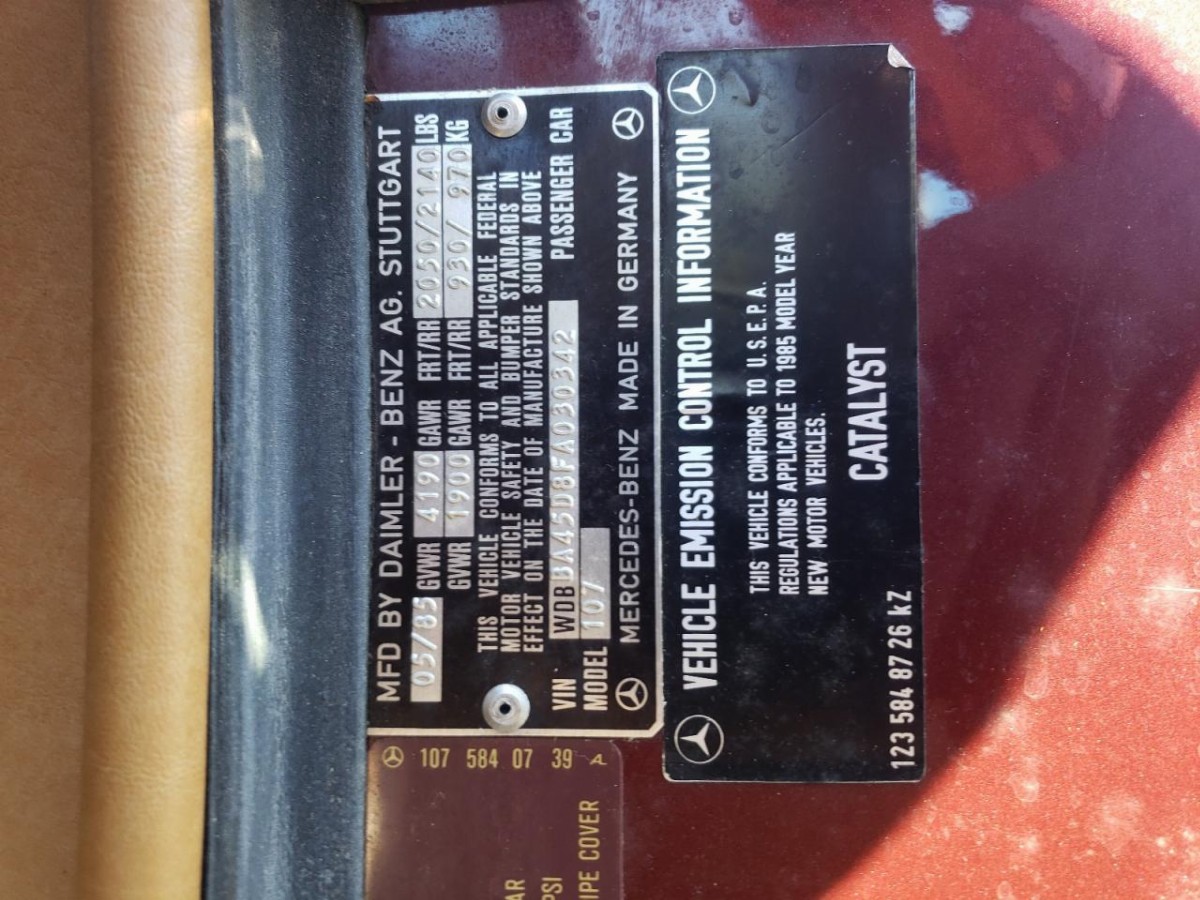 MFD BY DAIMLER - BENZ AG. STUTTGART
05/85 GVWR 4190 GAWR FRT/RR 2050/2140 LBS
GVWR 1900 GAWR FRT/RR 930/ 970 KG
THIS VEHICLE CONFORMS TO ALL APPLICABLE FEDERAL
MOTOR VEHICLE SAFETY AND BUMPER STANDARDS IN
EFFECT ON THE DATE OF MANUFACTURE SHOWN ABOVE
VIN WDBBA45D8FA030342 PASSENGER CAR
MODEL 107
MERCEDES-BENZ MADE IN GERMANY
VEHICLE EMISSION CONTROL INFORMATION
THIS VEHICLE CONFORMS TO U.S.E.P.A.
REGULATIONS APPLICABLE TO 1985 MODEL YEAR
NEW MOTOR VEHICLES.
CATALYST
123 584 87 26 kZ
107 584 07 39 A
AR
PSI
IPE COVER